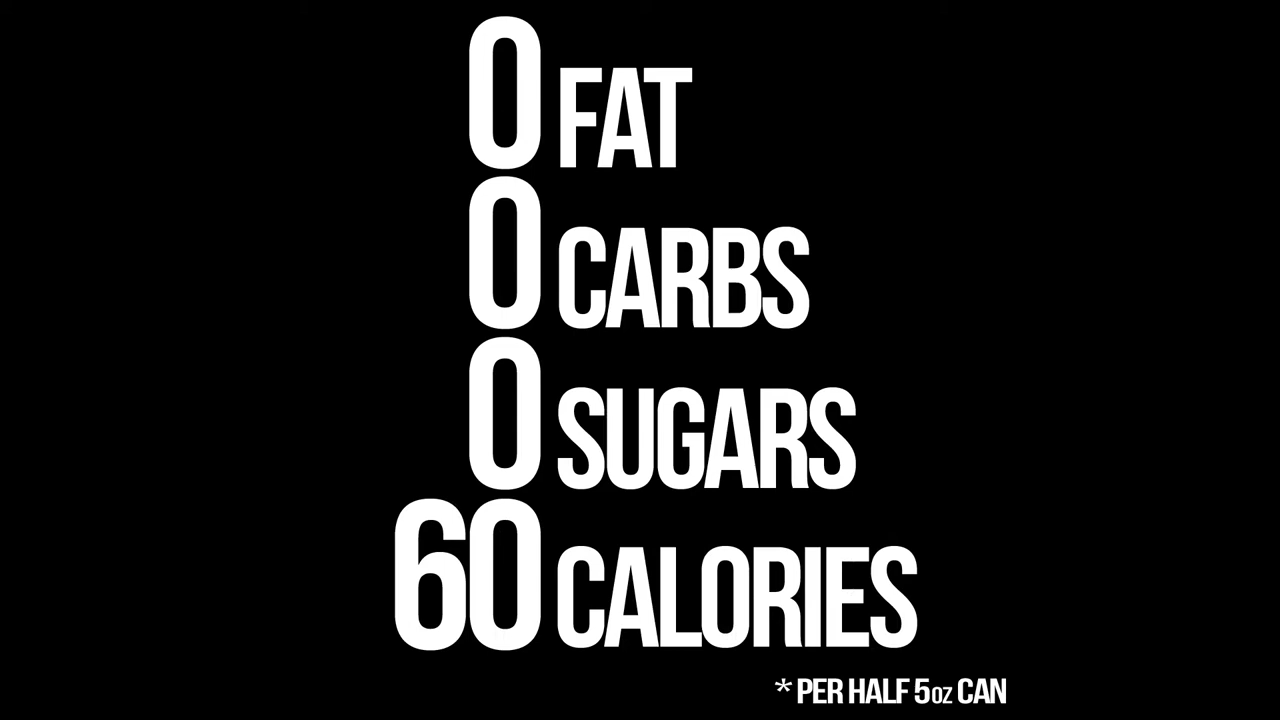 0 FAT
0 CARBS
0 SUGARS
60 CALORIES
* PER HALF 5oz CAN